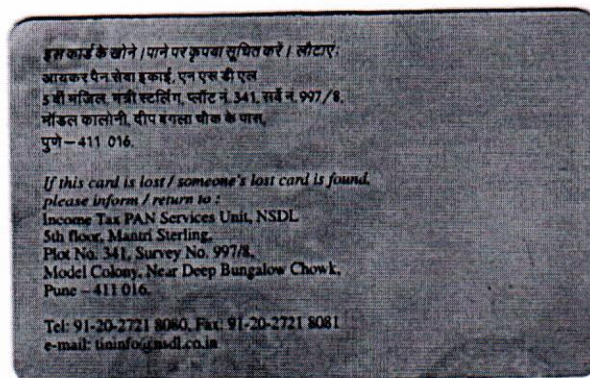 इस कार्ड के खोने / पाने पर कृपया सूचित करें / लौटाएं:
आयकर पैन सेवा इकाई, एन एस डी एल
5 वी मंजिल, मंत्री स्टर्लिंग, प्लॉट नं. 341, सर्वे नं. 997/8,
मॉडल कालोनी, दीप बंगला चौक के पास,
पुणे – 411 016.
If this card is lost / someone's lost card is found,
please inform / return to :
Income Tax PAN Services Unit, NSDL
5th floor, Mantri Sterling,
Plot No. 341, Survey No. 997/8,
Model Colony, Near Deep Bungalow Chowk,
Pune – 411 016.
Tel: 91-20-2721 8080, Fax: 91-20-2721 8081
e-mail: tininfo@nsdl.co.in